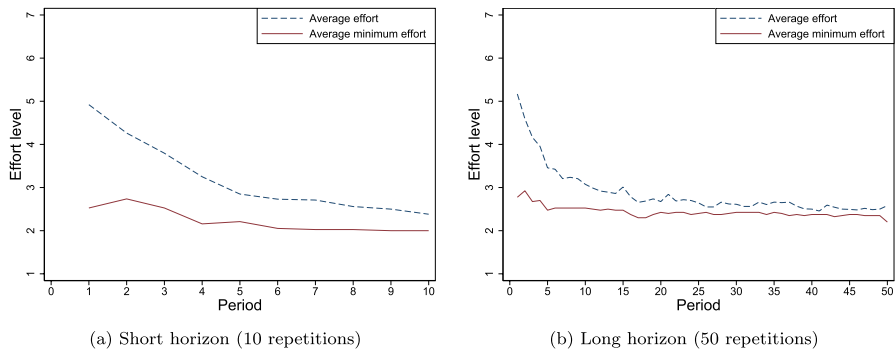 Average effort
Average minimum effort
Effort level
7
6
5
4
3
2
1
0 1 2 3 4 5 6 7 8 9 10
Period
(a) Short horizon (10 repetitions)
Average effort
Average minimum effort
Effort level
7
6
5
4
3
2
1
0 5 10 15 20 25 30 35 40 45 50
Period
(b) Long horizon (50 repetitions)